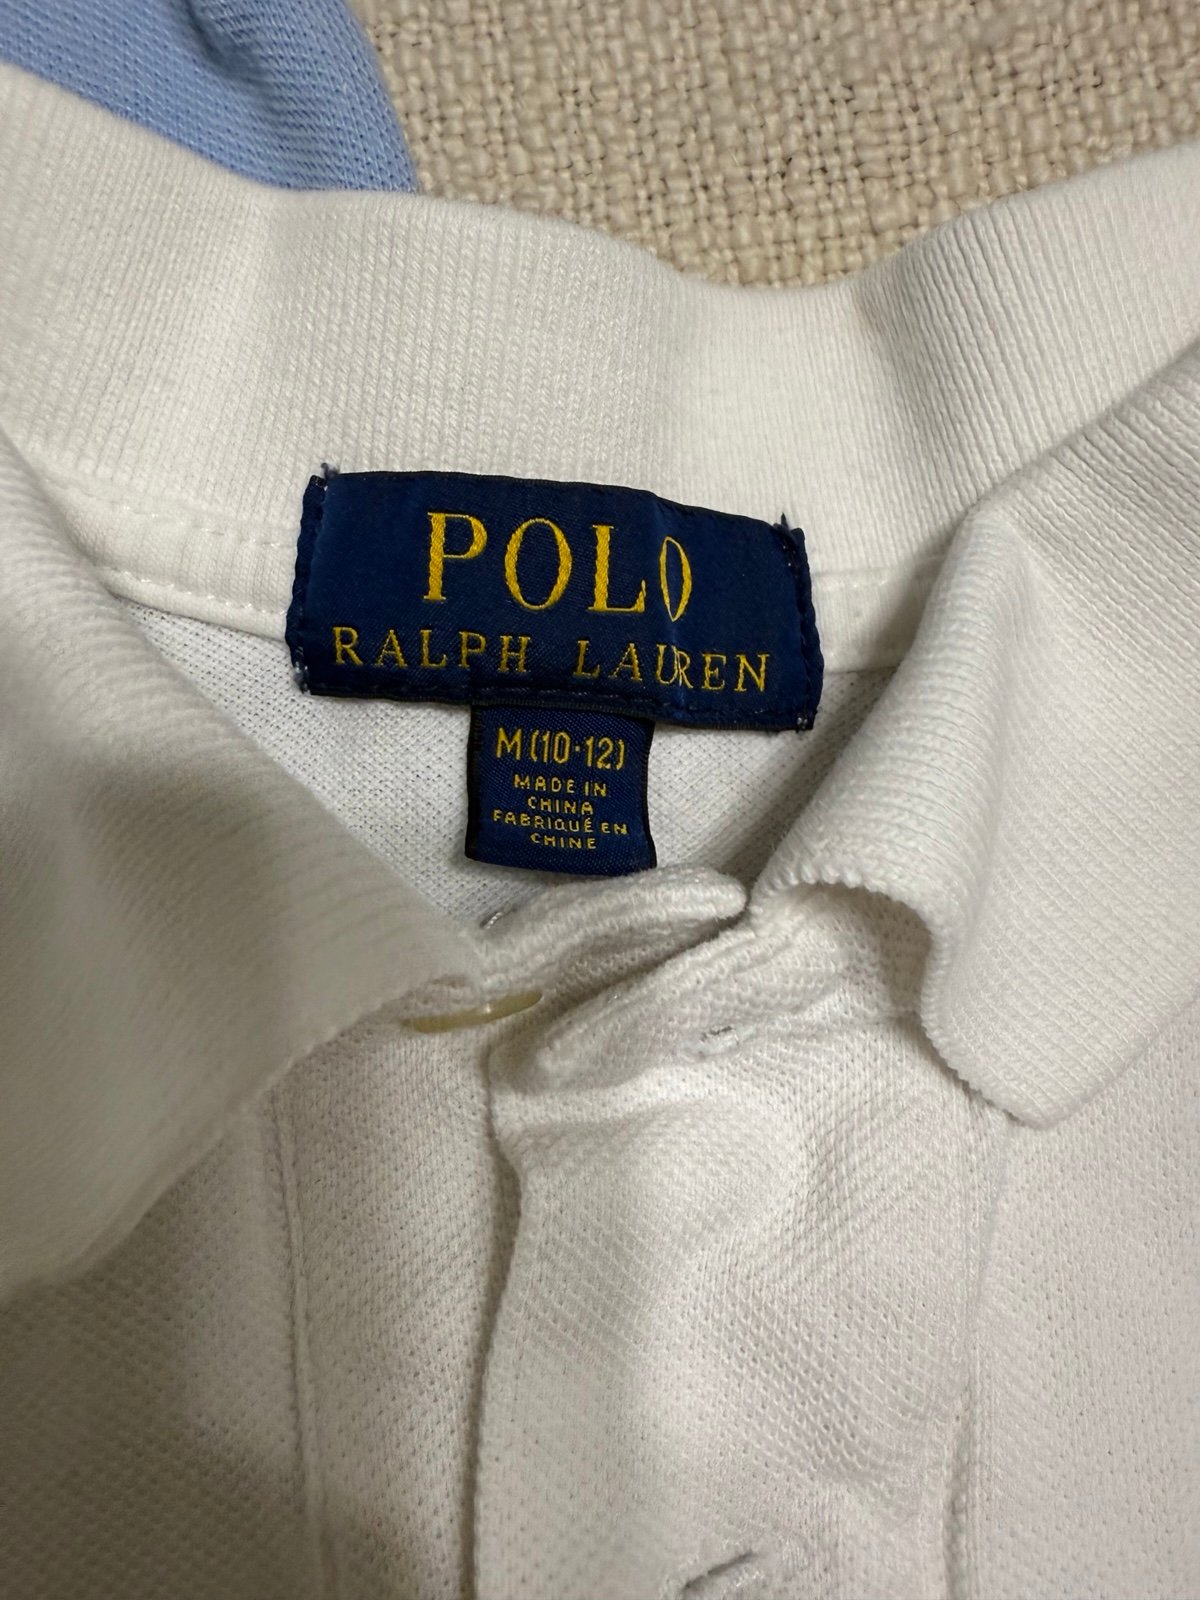 POLO
RALPH LAUREN
M(10-12)
MADE IN
CHINA
FABRIQUÉ EN
CHINE